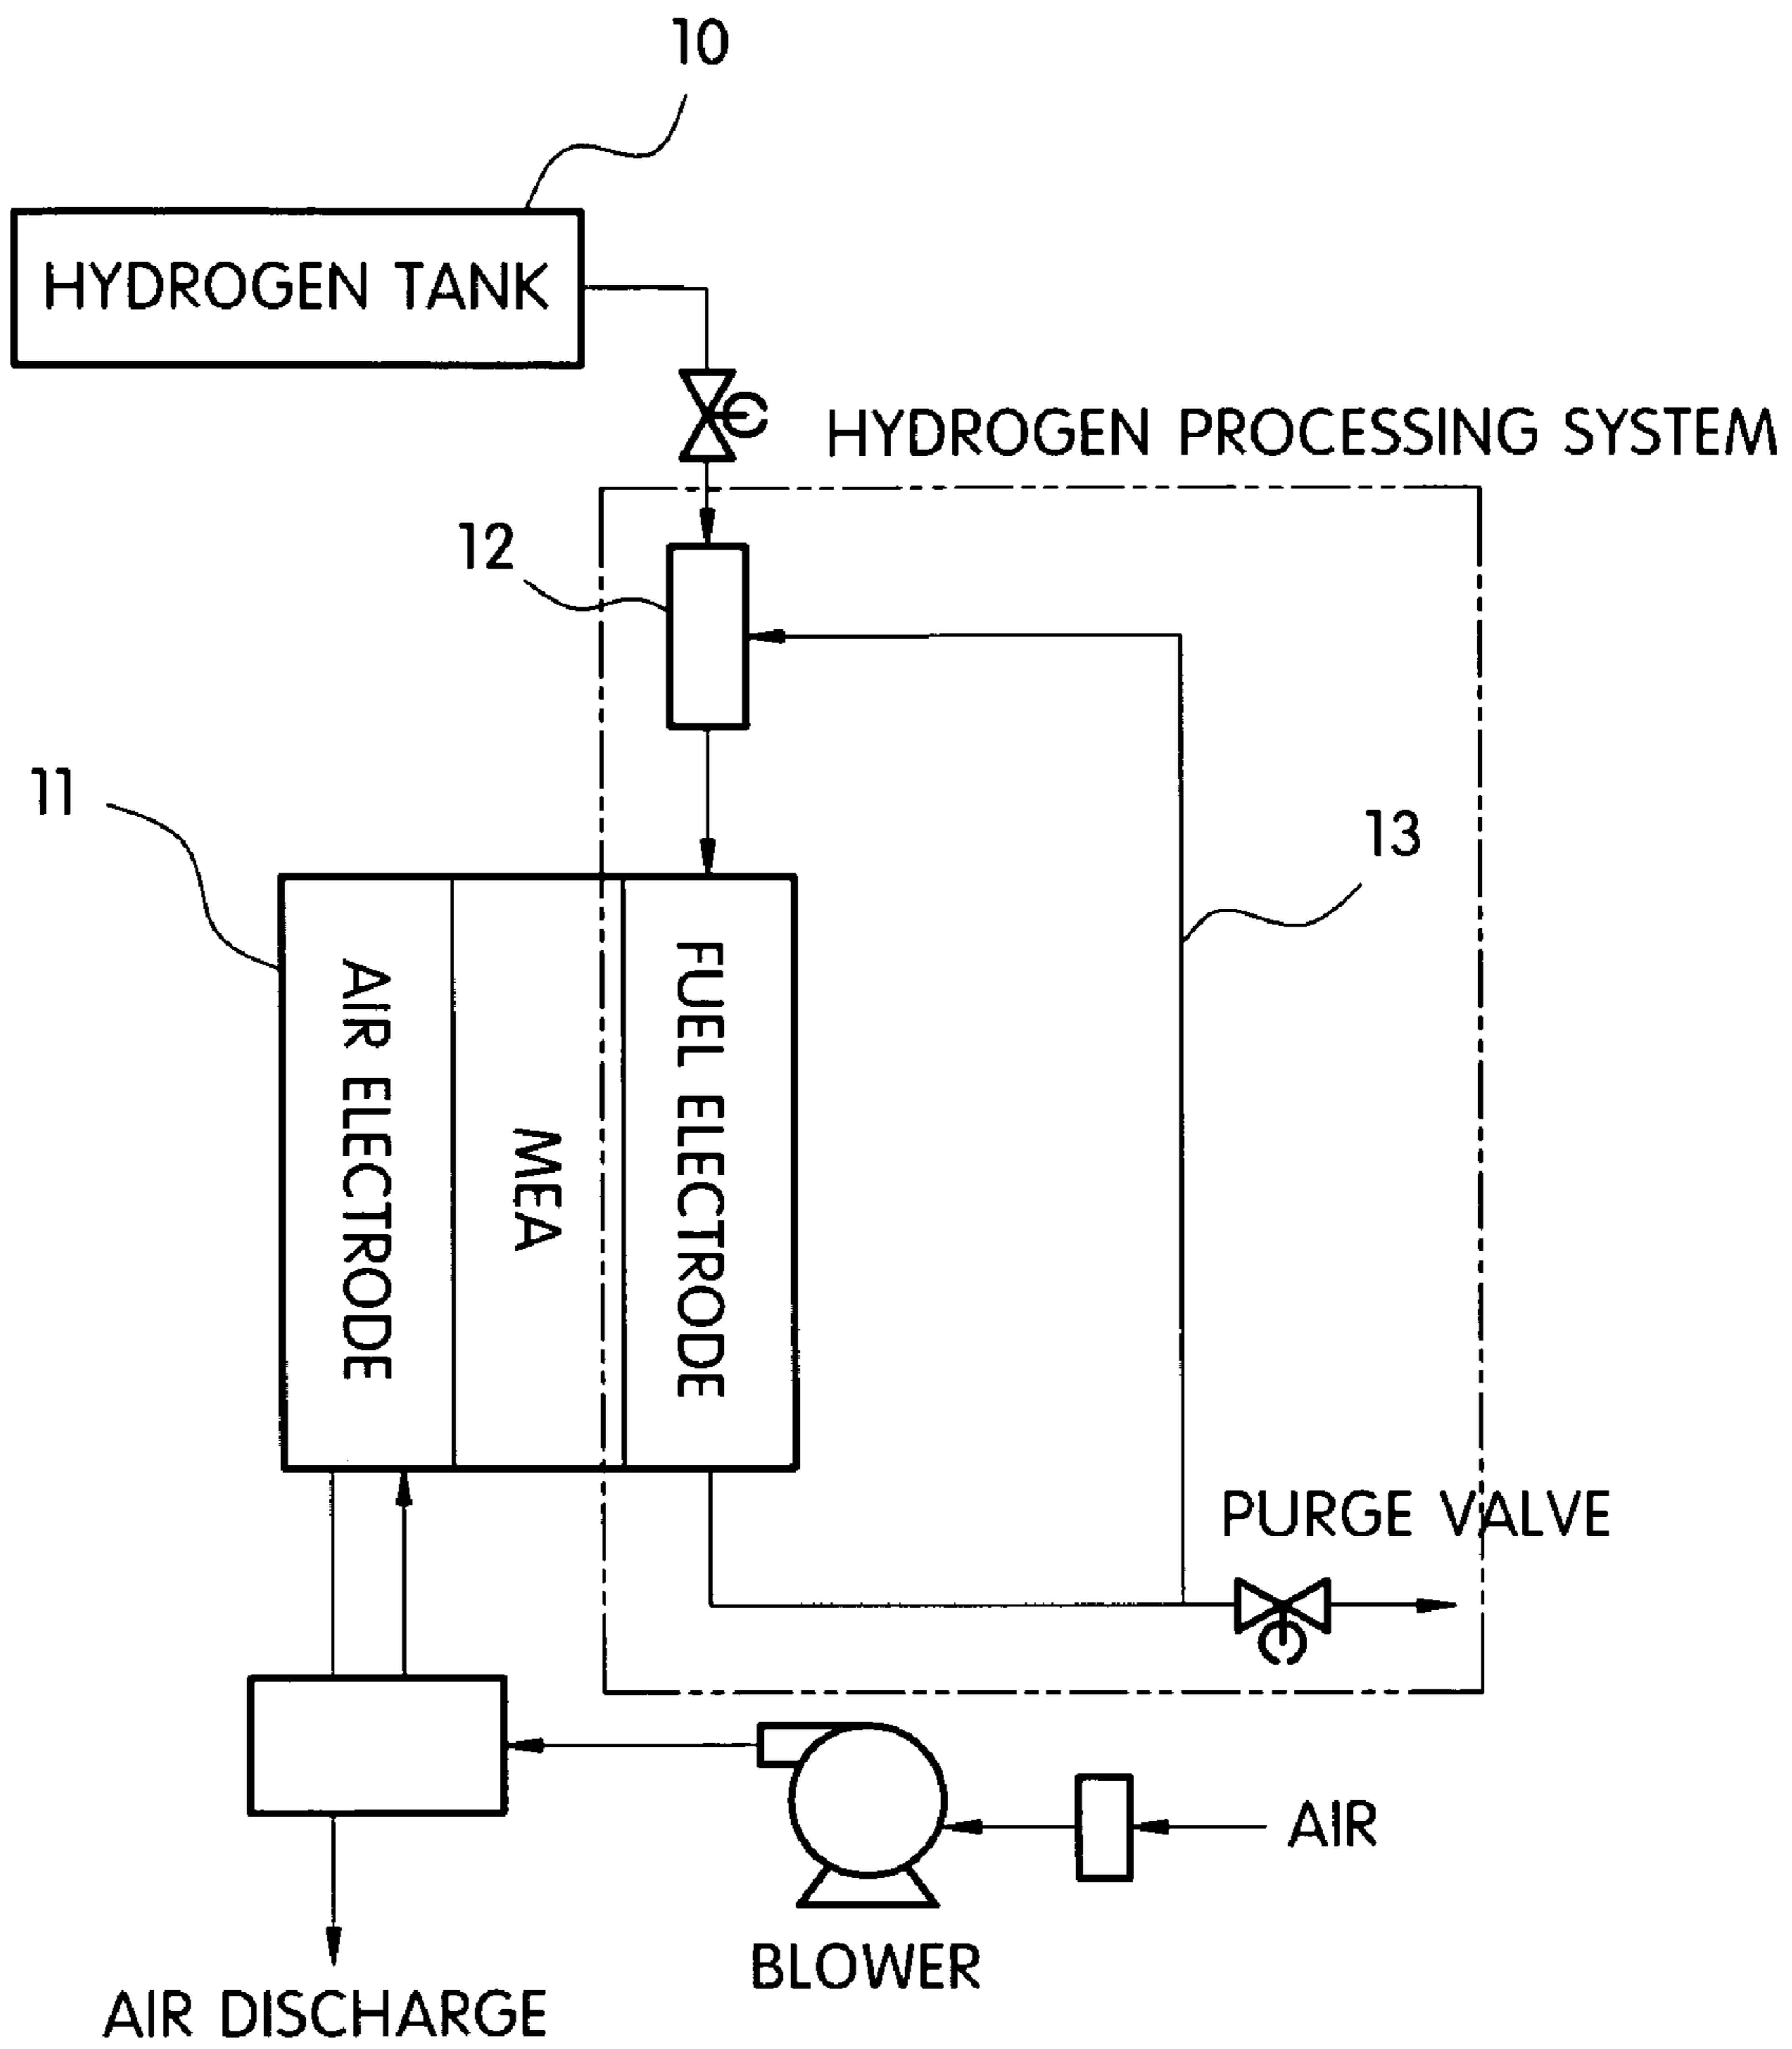 10
HYDROGEN TANK
HYDROGEN PROCESSING SYSTEM
12
11
13
AIR ELECTRODE
MEA
FUEL ELECTRODE
PURGE VALVE
AIR
BLOWER
AIR DISCHARGE